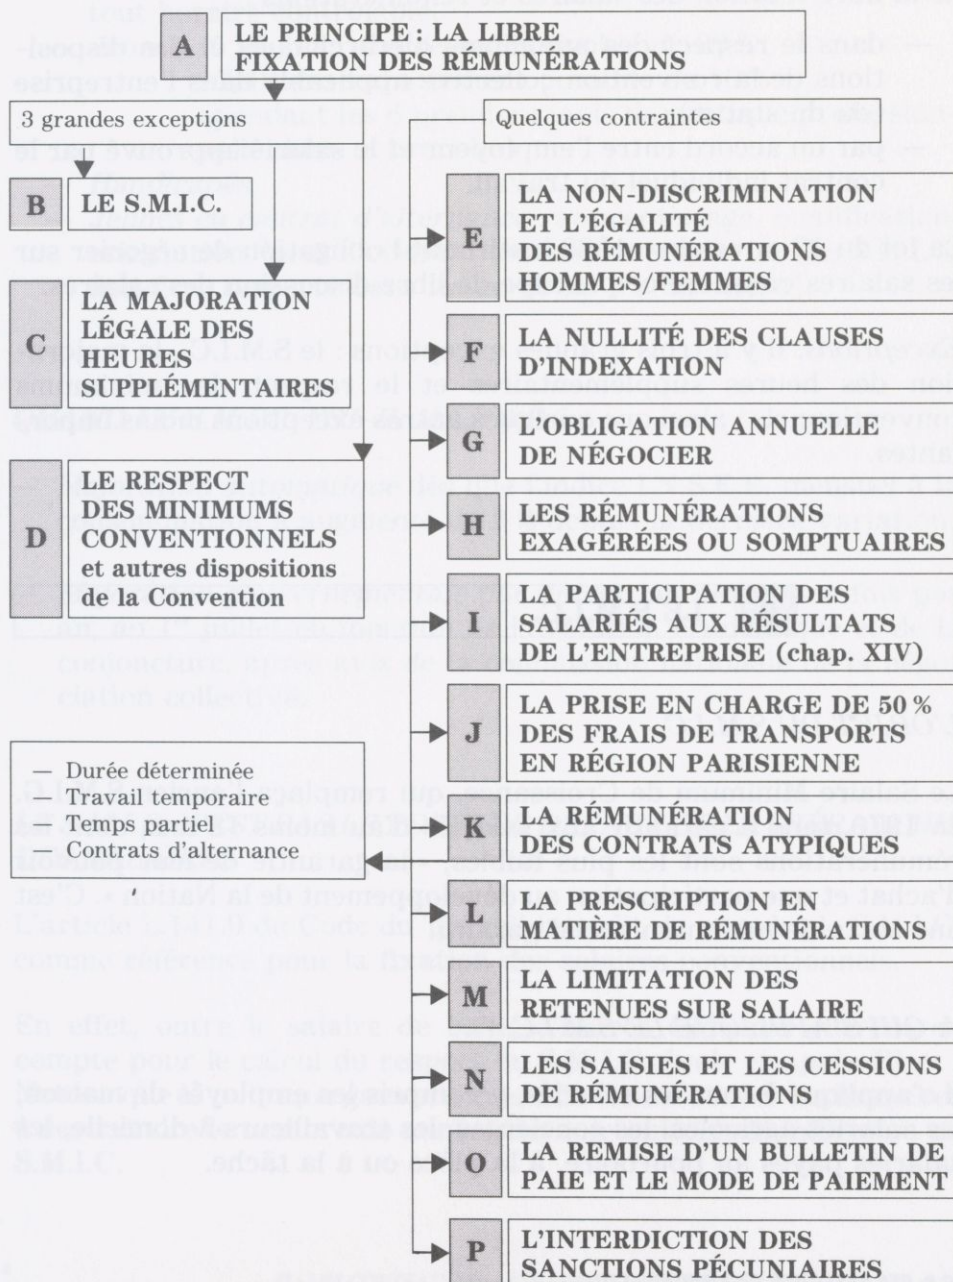 A
LE PRINCIPE : LA LIBRE
FIXATION DES RÉMUNÉRATIONS
3 grandes exceptions
B
LE S.M.I.C.
C
LA MAJORATION
LÉGALE DES
HEURES
SUPPLÉMENTAIRES
D
LE RESPECT
DES MINIMUMS
CONVENTIONNELS
et autres dispositions
de la Convention
Quelques contraintes
E
LA NON-DISCRIMINATION
ET L'ÉGALITÉ
DES RÉMUNÉRATIONS
HOMMES/FEMMES
F
LA NULLITÉ DES CLAUSES
D'INDEXATION
G
L'OBLIGATION ANNUELLE
DE NÉGOCIER
H
LES RÉMUNÉRATIONS
EXAGÉRÉES OU SOMPTUAIRES
I
LA PARTICIPATION DES
SALARIÉS AUX RÉSULTATS
DE L'ENTREPRISE (chap. XIV)
J
LA PRISE EN CHARGE DE 50 %
DES FRAIS DE TRANSPORTS
EN RÉGION PARISIENNE
K
LA RÉMUNÉRATION
DES CONTRATS ATYPIQUES
— Durée déterminée
— Travail temporaire
— Temps partiel
— Contrats d'alternance
L
LA PRESCRIPTION EN
MATIÈRE DE RÉMUNÉRATIONS
M
LA LIMITATION DES
RETENUES SUR SALAIRE
N
LES SAISIES ET LES CESSIONS
DE RÉMUNÉRATIONS
O
LA REMISE D'UN BULLETIN DE
PAIE ET LE MODE DE PAIEMENT
P
L'INTERDICTION DES
SANCTIONS PÉCUNIAIRES